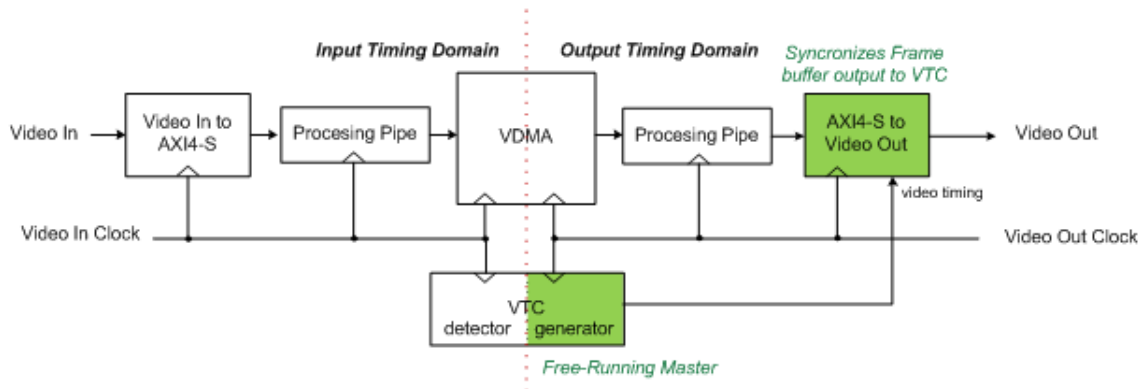 Input Timing Domain
Output Timing Domain
Syncronizes Frame
buffer output to VTC
Video In
Video In to
AXI4-S
Procesing Pipe
VDMA
Procesing Pipe
AXI4-S to
Video Out
Video Out
video timing
Video In Clock
Video Out Clock
VTC
detector
generator
Free-Running Master